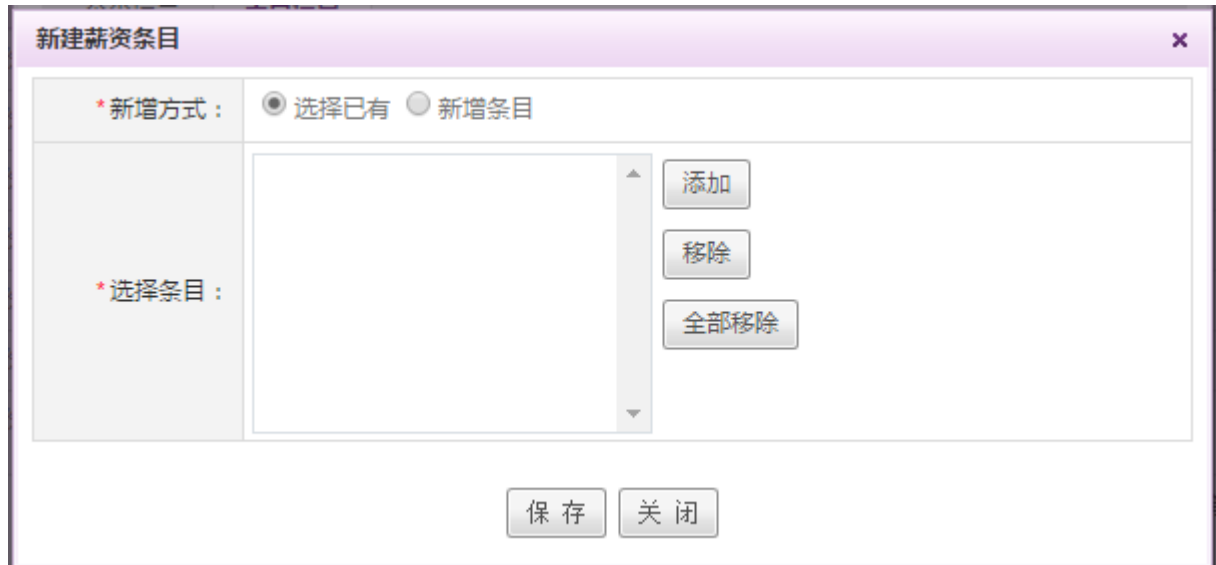 新建薪资条目
*新增方式： 选择已有 新增条目
添加
移除
*选择条目：
全部移除
保 存 关 闭